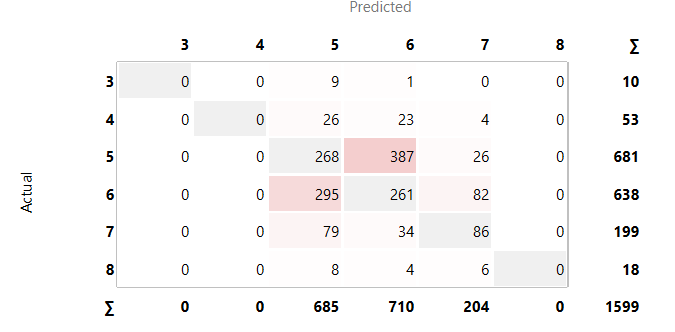 Predicted
3 4 5 6 7 8 ∑
3 0 0 9 1 0 0 10
4 0 0 26 23 4 0 53
5 0 0 268 387 26 0 681
6 0 0 295 261 82 0 638
7 0 0 79 34 86 0 199
8 0 0 8 4 6 0 18
∑ 0 0 685 710 204 0 1599
Actual